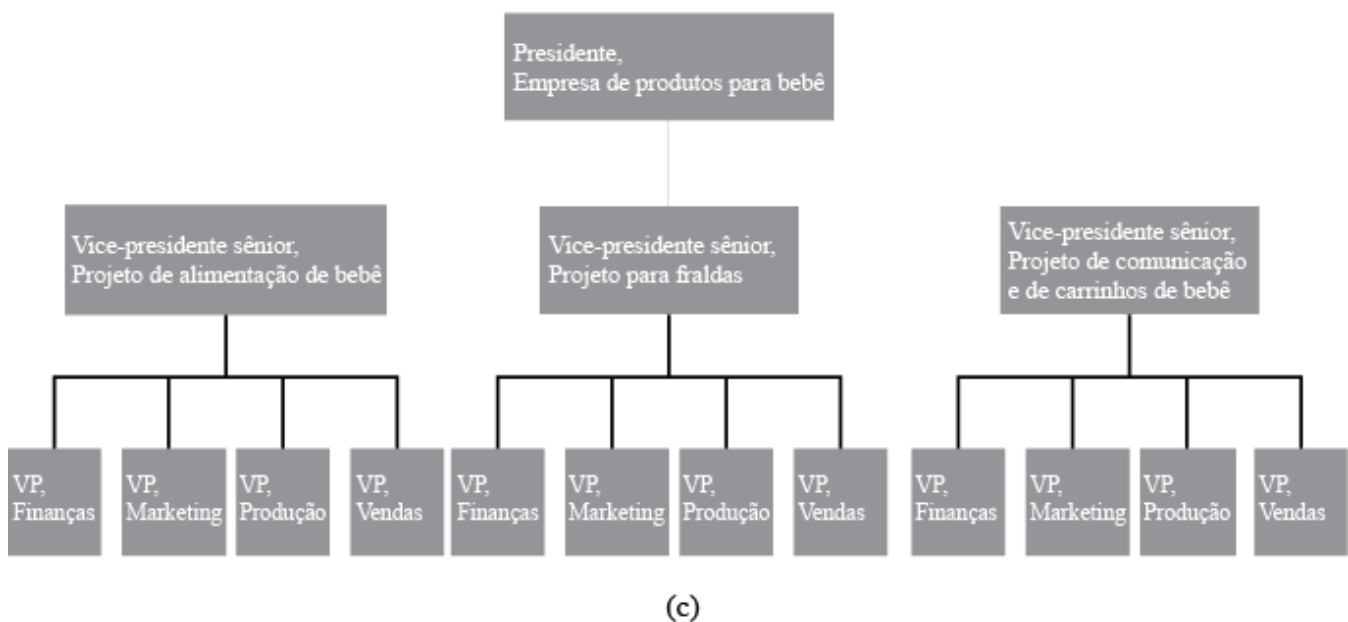 Presidente,
Empresa de produtos para bebê
Vice-presidente sênior,
Projeto de alimentação de bebê
Vice-presidente sênior,
Projeto para fraldas
Vice-presidente sênior,
Projeto de comunicação
e de carrinhos de bebê
VP,
Finanças
VP,
Marketing
VP,
Produção
VP,
Vendas
VP,
Finanças
VP,
Marketing
VP,
Produção
VP,
Vendas
VP,
Finanças
VP,
Marketing
VP,
Produção
VP,
Vendas
(c)